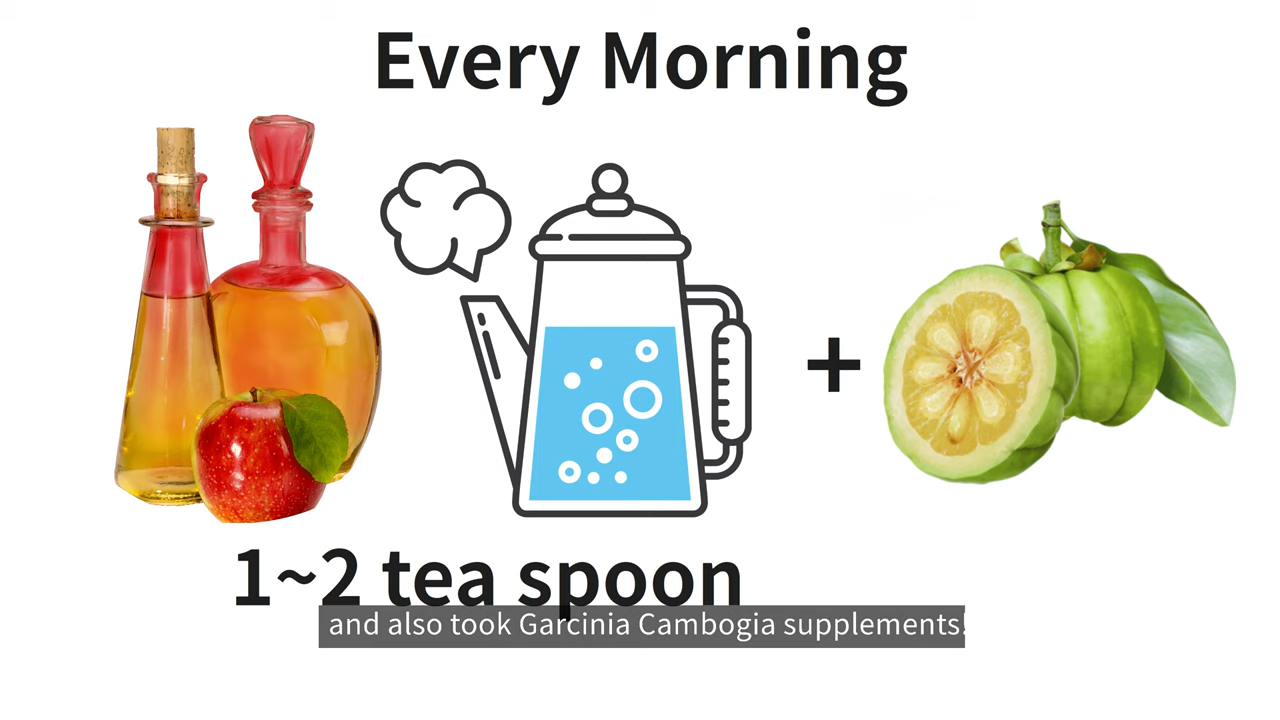 Every Morning
+
1~2 tea spoon
and also took Garcinia Cambogia supplements!